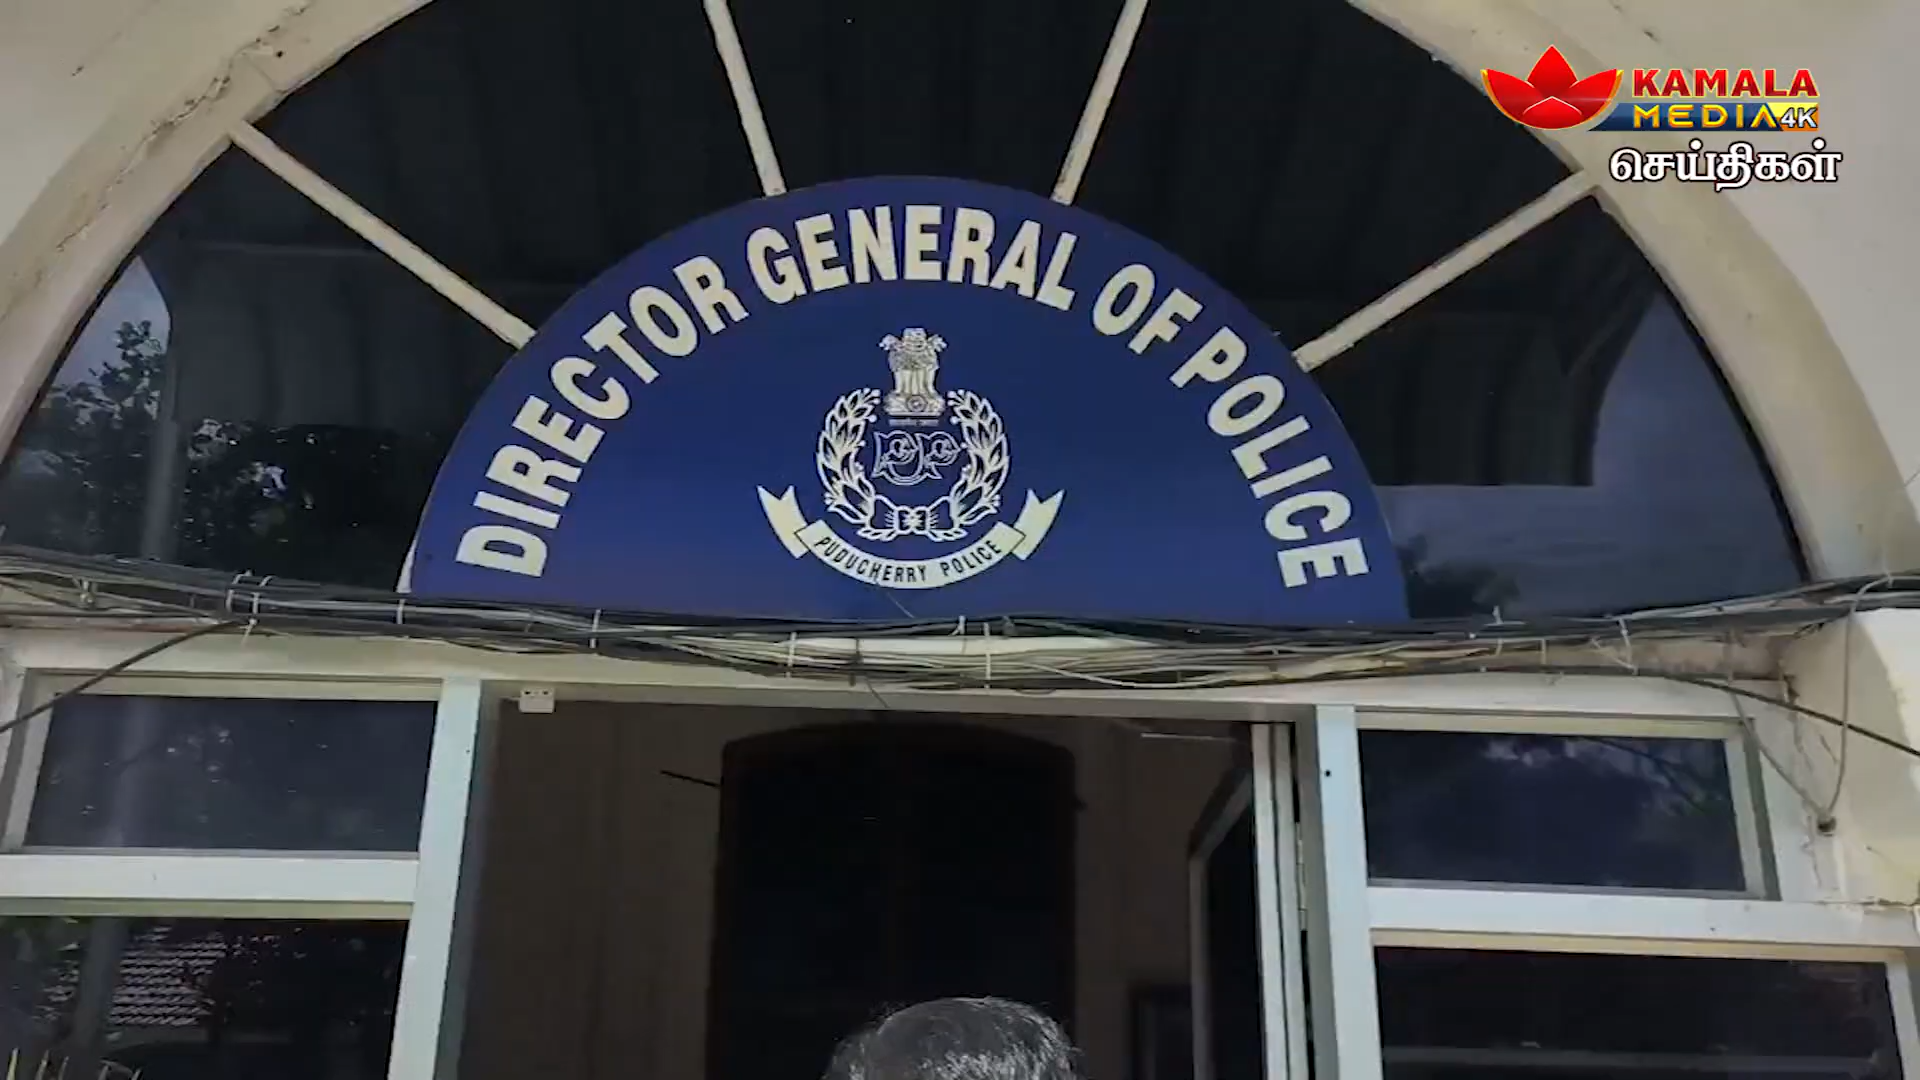 KAMALA
MEDIA 4K
செய்திகள்
DIRECTOR GENERAL OF POLICE
PUDUCHERRY POLICE